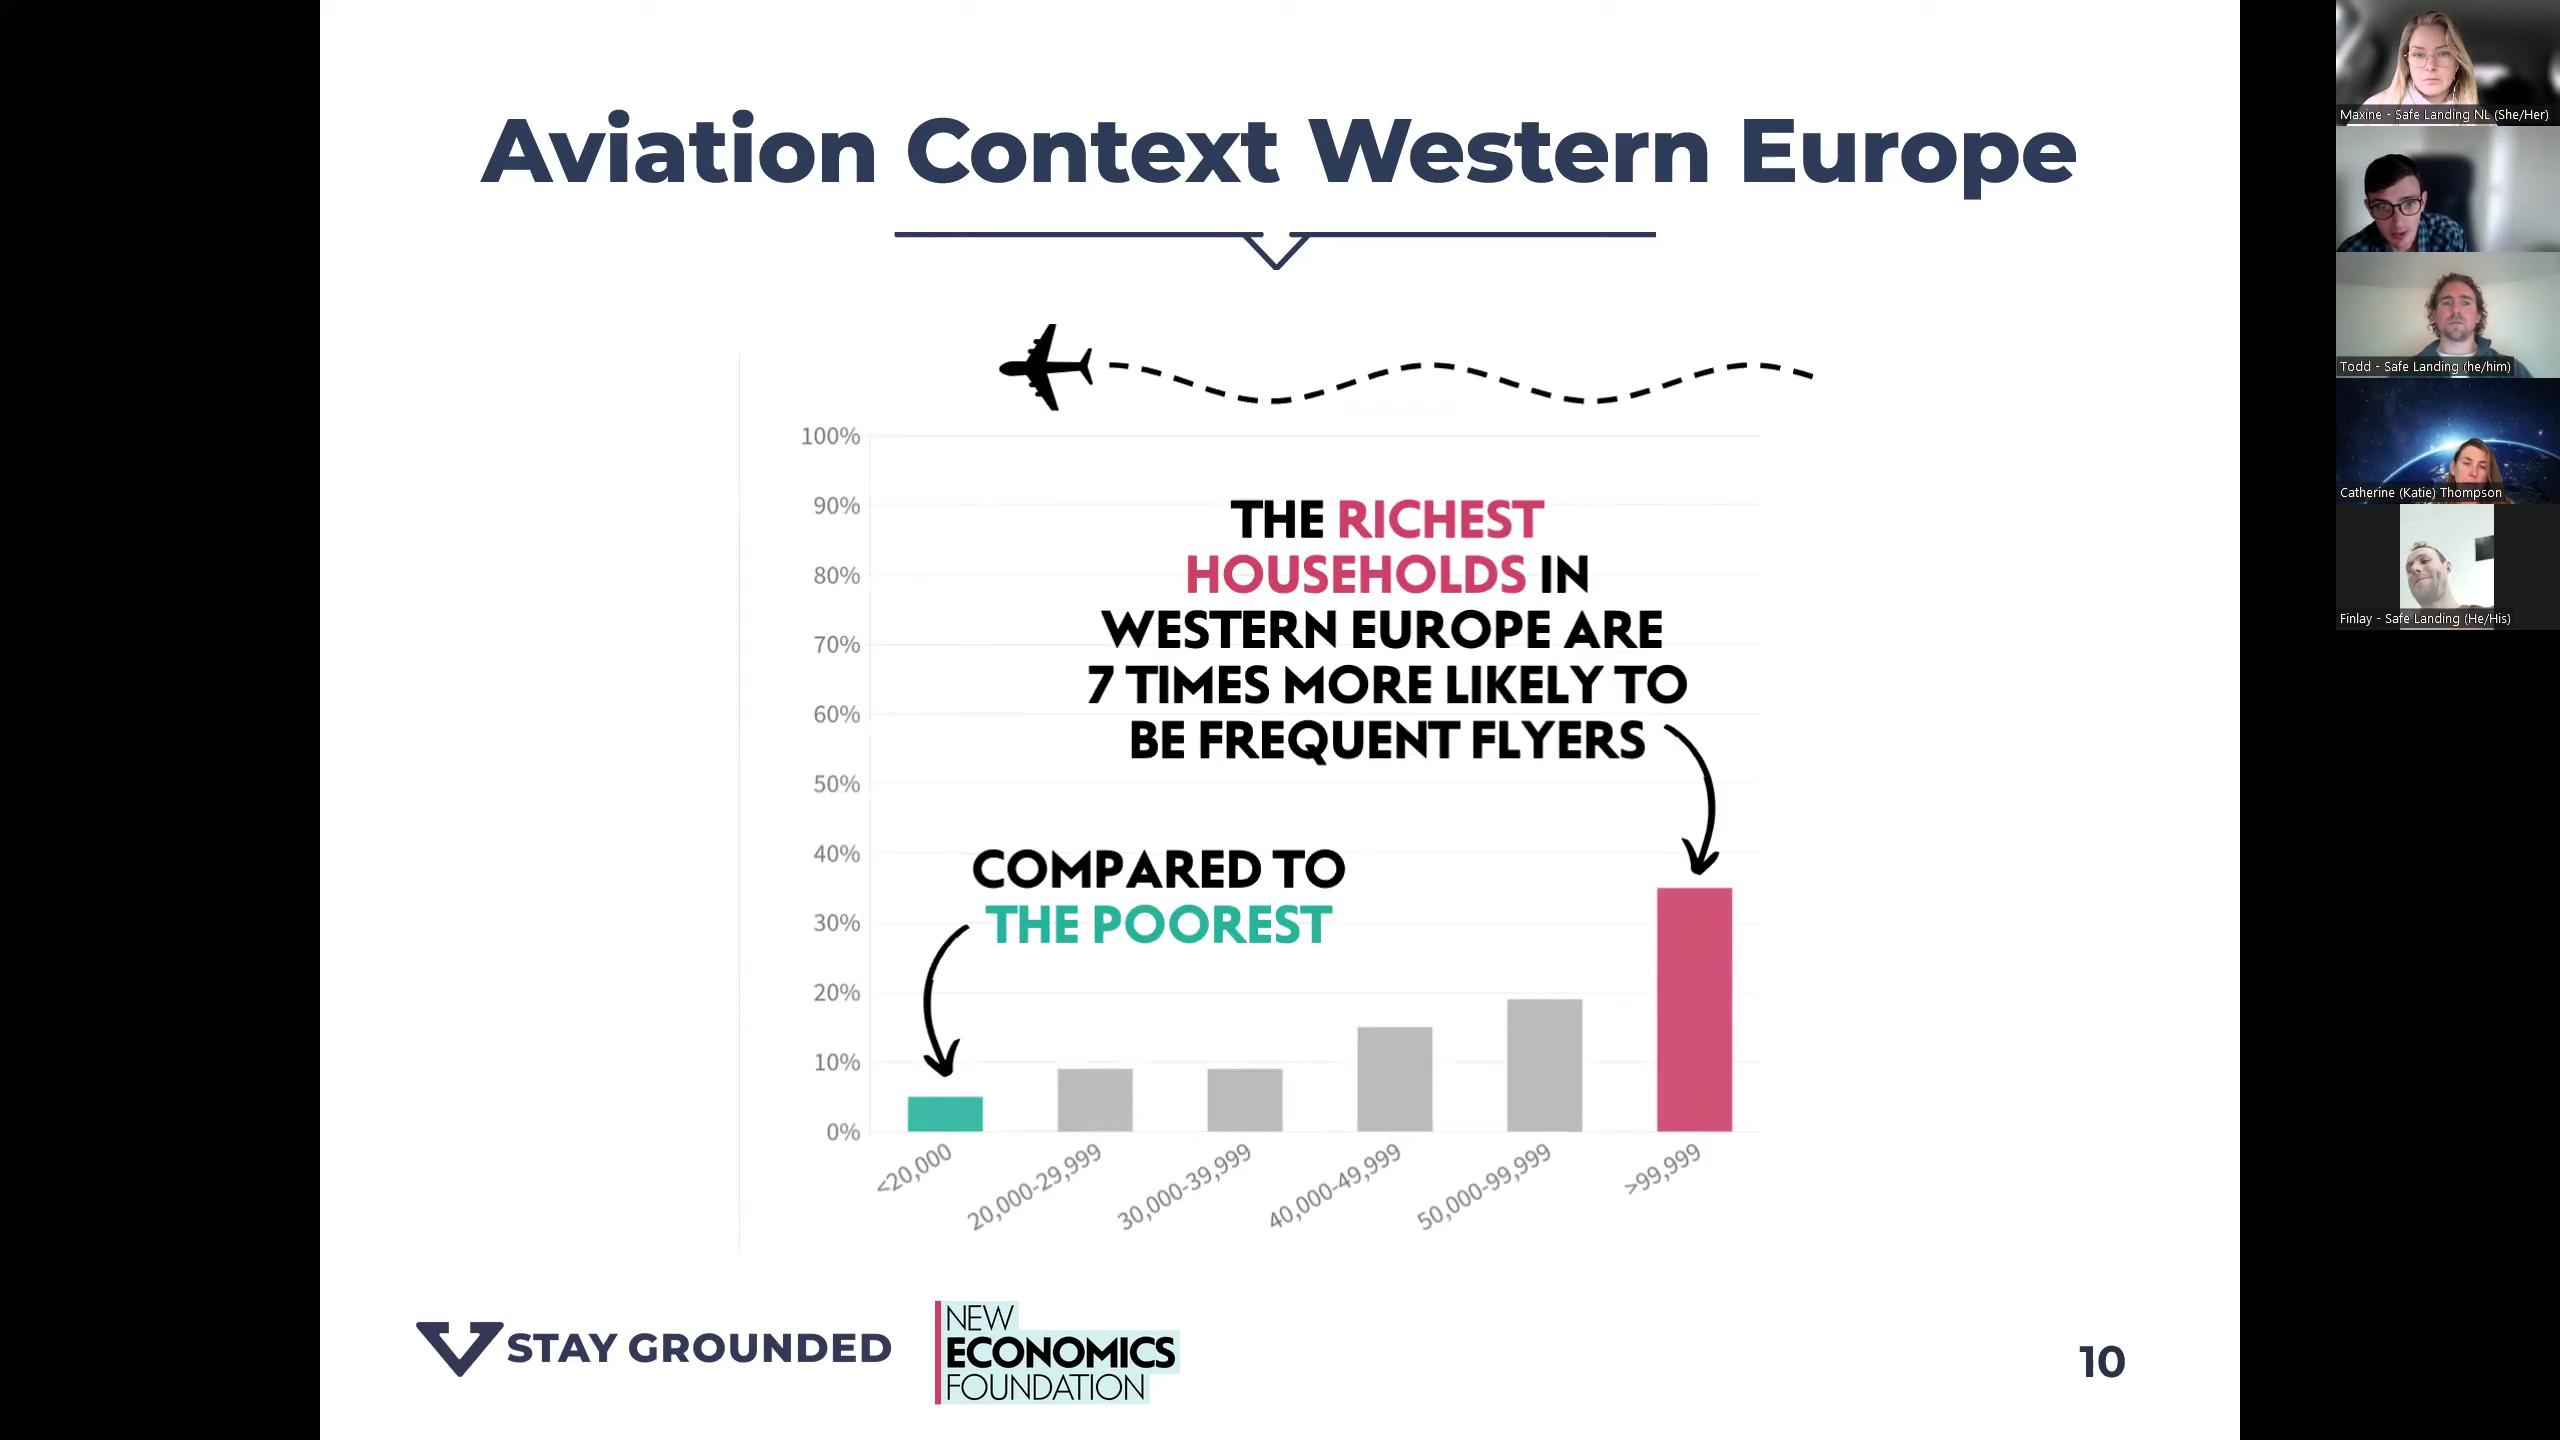 Aviation Context Western Europe
100%
90%
80%
70%
60%
50%
40%
30%
20%
10%
0%
THE RICHEST
HOUSEHOLDS IN
WESTERN EUROPE ARE
7 TIMES MORE LIKELY TO
BE FREQUENT FLYERS
COMPARED TO
THE POOREST
<20,000
20,000-29,999
30,000-39,999
40,000-49,999
50,000-99,999
>99,999
STAY GROUNDED
NEW
ECONOMICS
FOUNDATION
10
Maxine - Safe Landing NL (She/Her)
Todd - Safe Landing (he/him)
Catherine (Katie) Thompson
Finlay - Safe Landing (He/His)